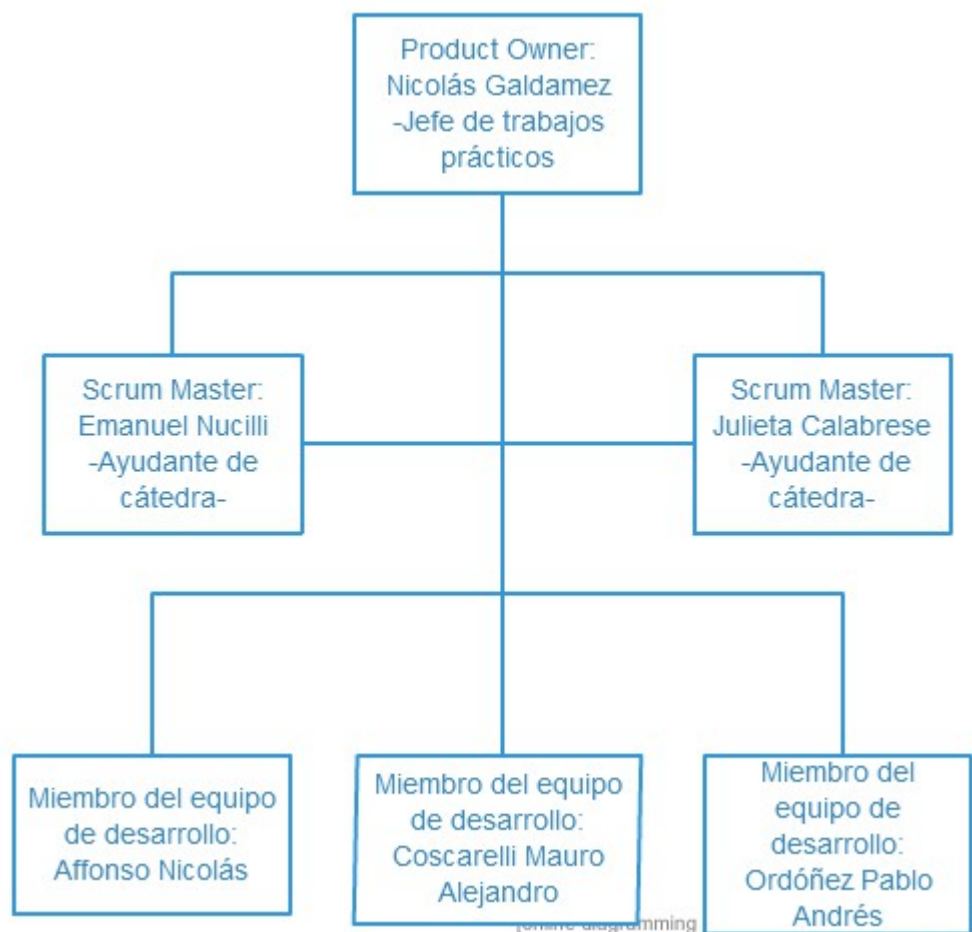 Product Owner:
Nicolás Galdamez
-Jefe de trabajos
prácticos
Scrum Master:
Emanuel Nucilli
-Ayudante de
cátedra-
Scrum Master:
Julieta Calabrese
-Ayudante de
cátedra-
Miembro del equipo
de desarrollo:
Affonso Nicolás
Miembro del equipo
de desarrollo:
Coscarelli Mauro
Alejandro
Miembro del
equipo de
desarrollo:
Ordóñez Pablo
Andrés
[online diagramming